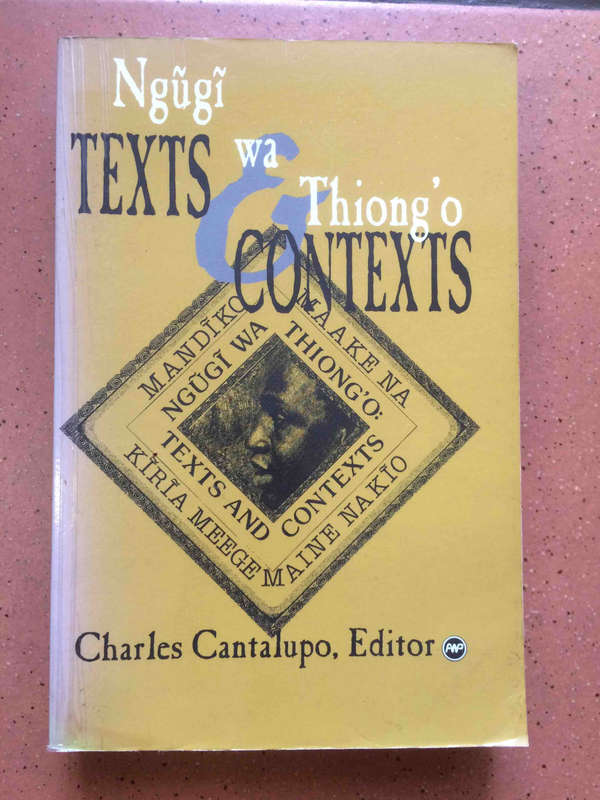 Ngũgĩ
wa
Thiong'o
TEXTS
&
CONTEXTS
MANDĨKO MAAKE NA
KĨRĨA MEEGE MAINE NAKĨO
NGŨGĨ WA THIONG'O:
TEXTS AND CONTEXTS
Charles Cantalupo, Editor
AWP